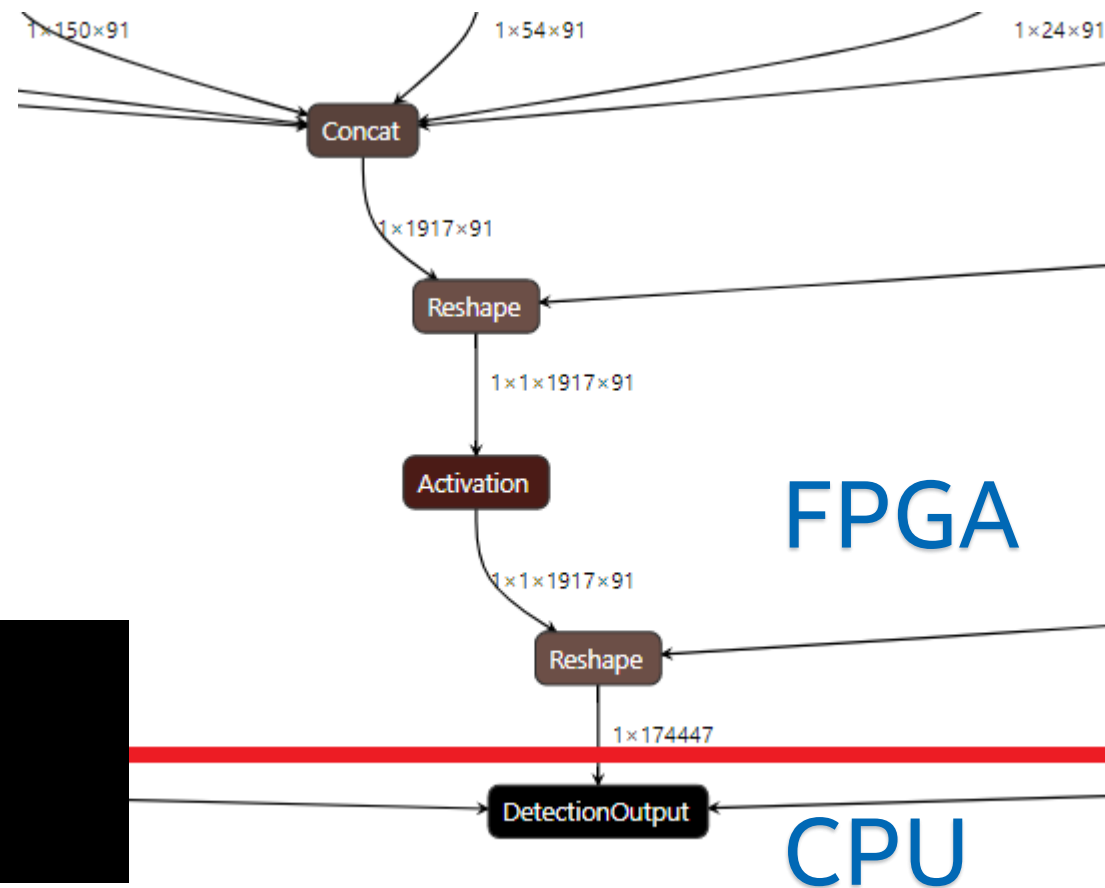 1×150×91
1×54×91
1×24×91
Concat
1×1917×91
Reshape
1×1×1917×91
Activation
FPGA
1×1×1917×91
Reshape
1×174447
DetectionOutput
CPU